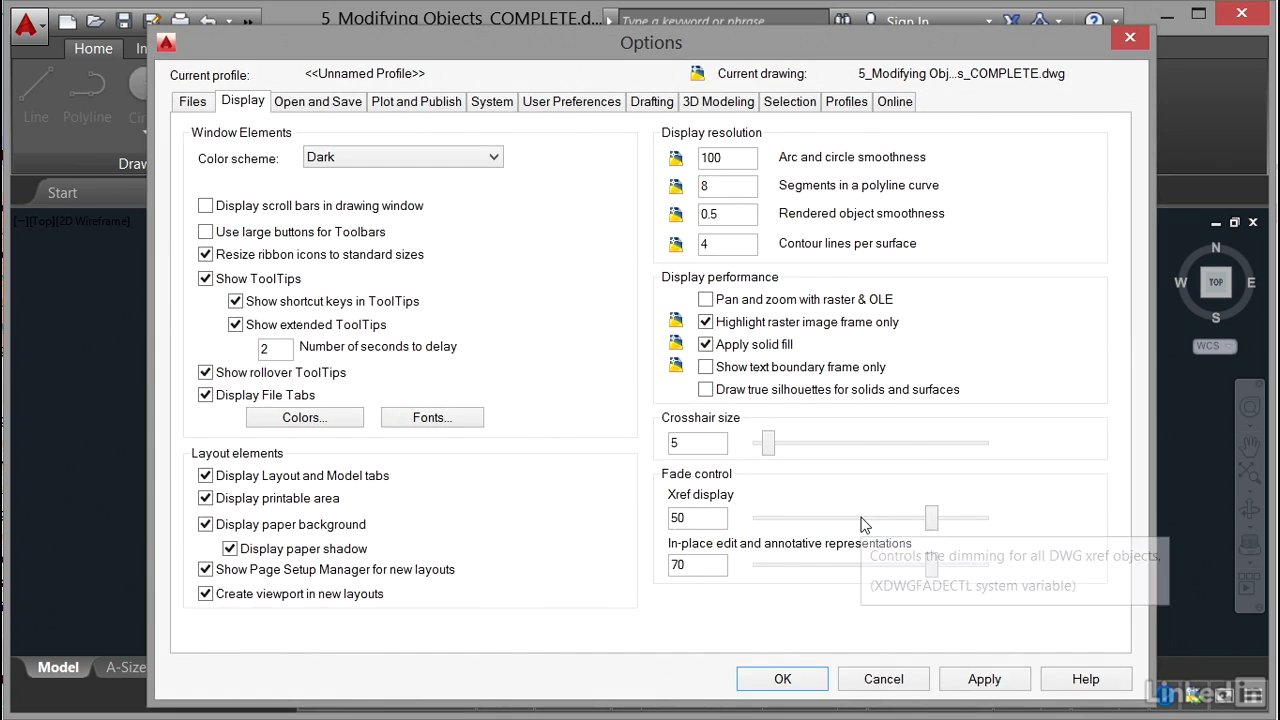 5_Modifying Objects_COMPLETE.d...
Type a keyword or phrase
Sign In
Home
Options
Current profile:
<<Unnamed Profile>>
Current drawing:
5_Modifying Obj...s_COMPLETE.dwg
Files
Display
Open and Save
Plot and Publish
System
User Preferences
Drafting
3D Modeling
Selection
Profiles
Online
Line
Polyline
Draw
Start
[−][Top][2D Wireframe]
Window Elements
Color scheme:
Dark
Display scroll bars in drawing window
Use large buttons for Toolbars
Resize ribbon icons to standard sizes
Show ToolTips
Show shortcut keys in ToolTips
Show extended ToolTips
2
Number of seconds to delay
Show rollover ToolTips
Display File Tabs
Colors...
Fonts...
Layout elements
Display Layout and Model tabs
Display printable area
Display paper background
Display paper shadow
Show Page Setup Manager for new layouts
Create viewport in new layouts
Display resolution
100
Arc and circle smoothness
8
Segments in a polyline curve
0.5
Rendered object smoothness
4
Contour lines per surface
Display performance
Pan and zoom with raster & OLE
Highlight raster image frame only
Apply solid fill
Show text boundary frame only
Draw true silhouettes for solids and surfaces
Crosshair size
5
Fade control
Xref display
50
In-place edit and annotative representations
70
Controls the dimming for all DWG xref objects.
(XDWGFADECTL system variable)
N
W
TOP
E
S
WCS
Model
A-Size
OK
Cancel
Apply
Help
Linked in